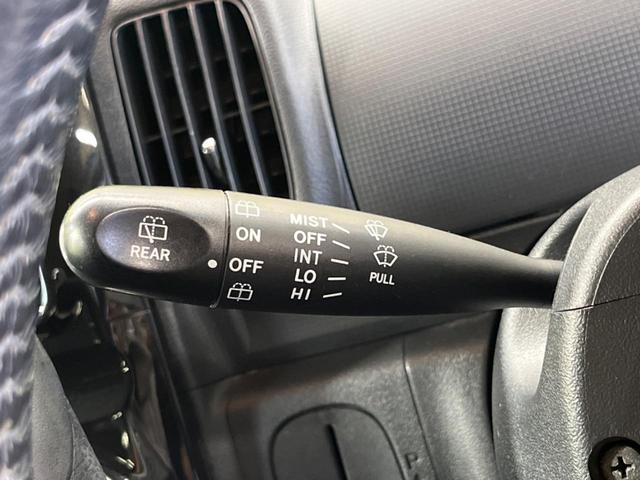 REAR
ON
OFF
MIST
OFF
INT
LO
HI
PULL
P